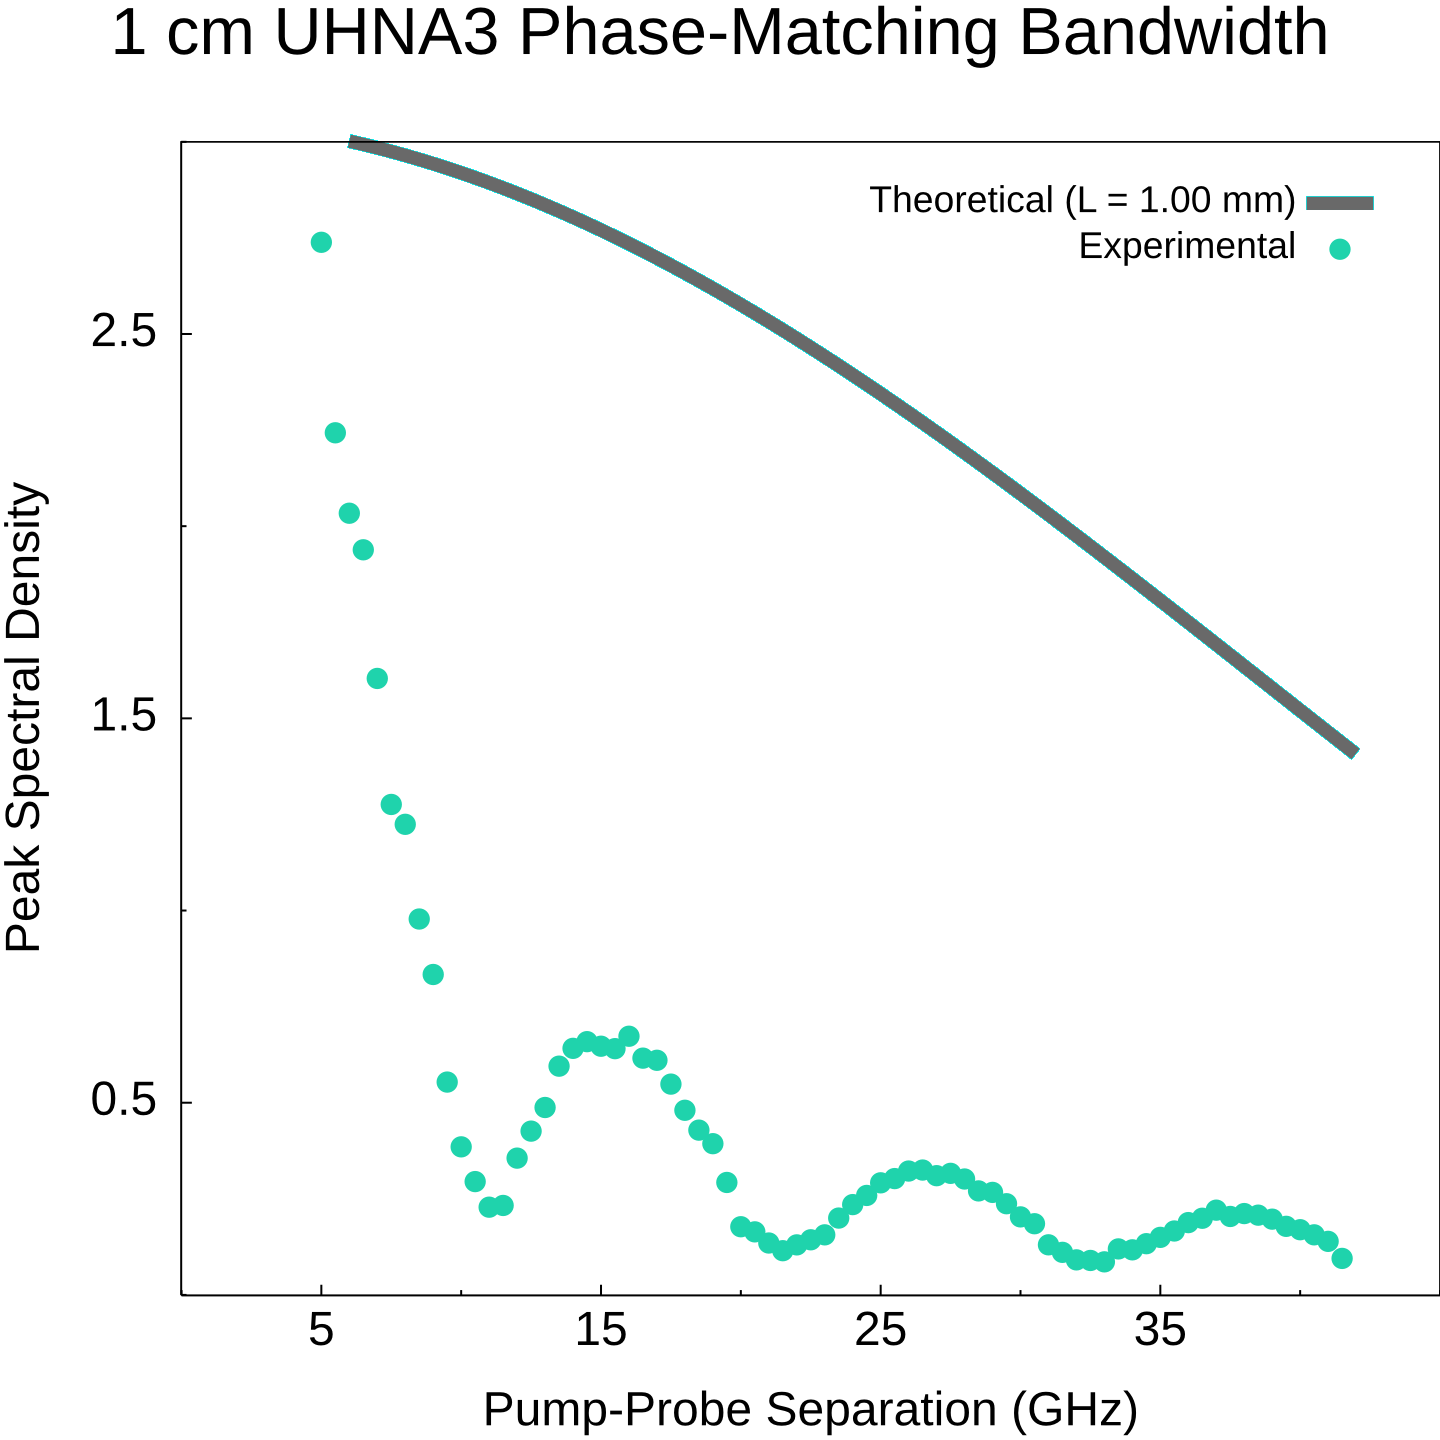 1 cm UHNA3 Phase-Matching Bandwidth
Theoretical (L = 1.00 mm)
Experimental
2.5
1.5
0.5
Peak Spectral Density
5 15 25 35
Pump-Probe Separation (GHz)